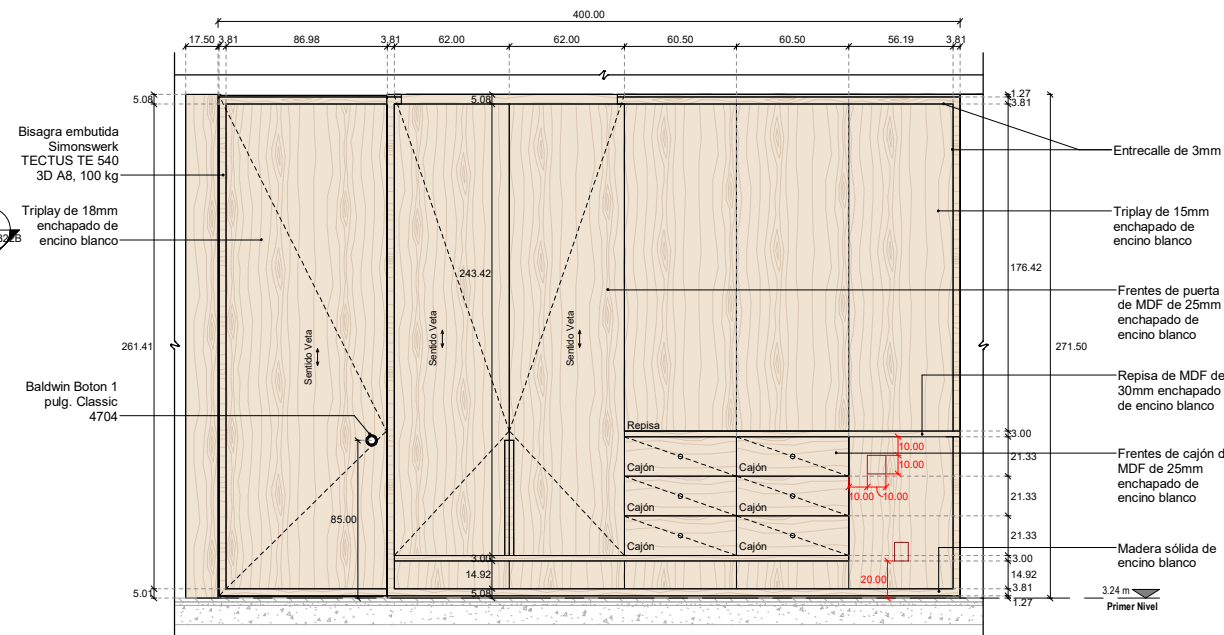 400.00
17.50 3.81 86.98 3.81 62.00 62.00 60.50 60.50 56.19 3.81
5.08
5.08
1.27
3.81
Bisagra embutida
Simonswerk
TECTUS TE 540
3D A8, 100 kg
Entrecalle de 3mm
Triplay de 18mm
enchapado de
encino blanco
Triplay de 15mm
enchapado de
encino blanco
243.42
176.42
Frentes de puerta
de MDF de 25mm
enchapado de
encino blanco
Sentido Veta
Sentido Veta
Sentido Veta
261.41
271.50
Baldwin Boton 1
pulg. Classic
4704
Repisa de MDF de
30mm enchapado
de encino blanco
Repisa
3.00
10.00
21.33
Frentes de cajón d
MDF de 25mm
enchapado de
encino blanco
10.00
Cajón Cajón
10.00 10.00
21.33
Cajón Cajón
85.00
21.33
Cajón Cajón
Madera sólida de
encino blanco
3.00
3.00
14.92
20.00
14.92
5.01
5.08
3.81
1.27
3.24 m
Primer Nivel